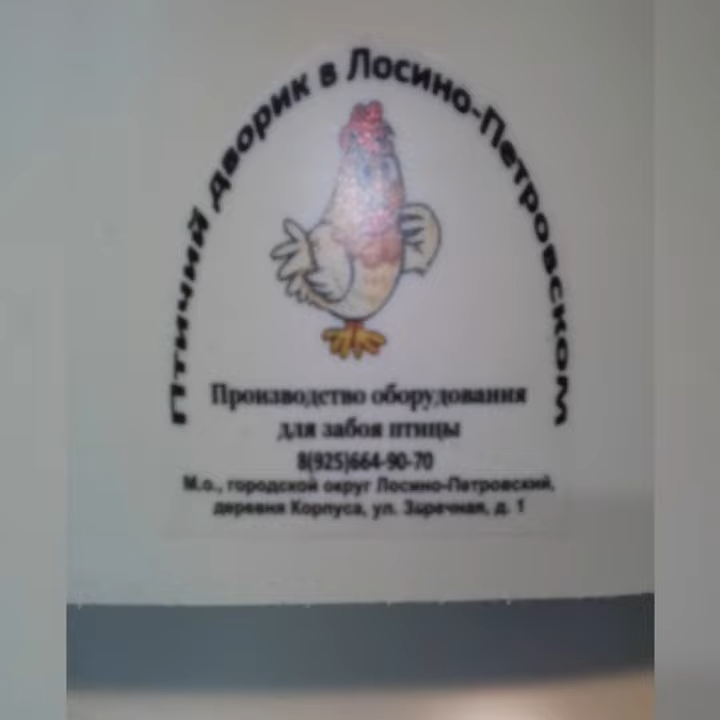 Птичий дворик в Лосино-Петровском
Производство оборудования
для забоя птицы
8(925)664-90-70
М.о., городской округ Лосино-Петровский,
деревня Корпуса, ул. Заречная, д. 1